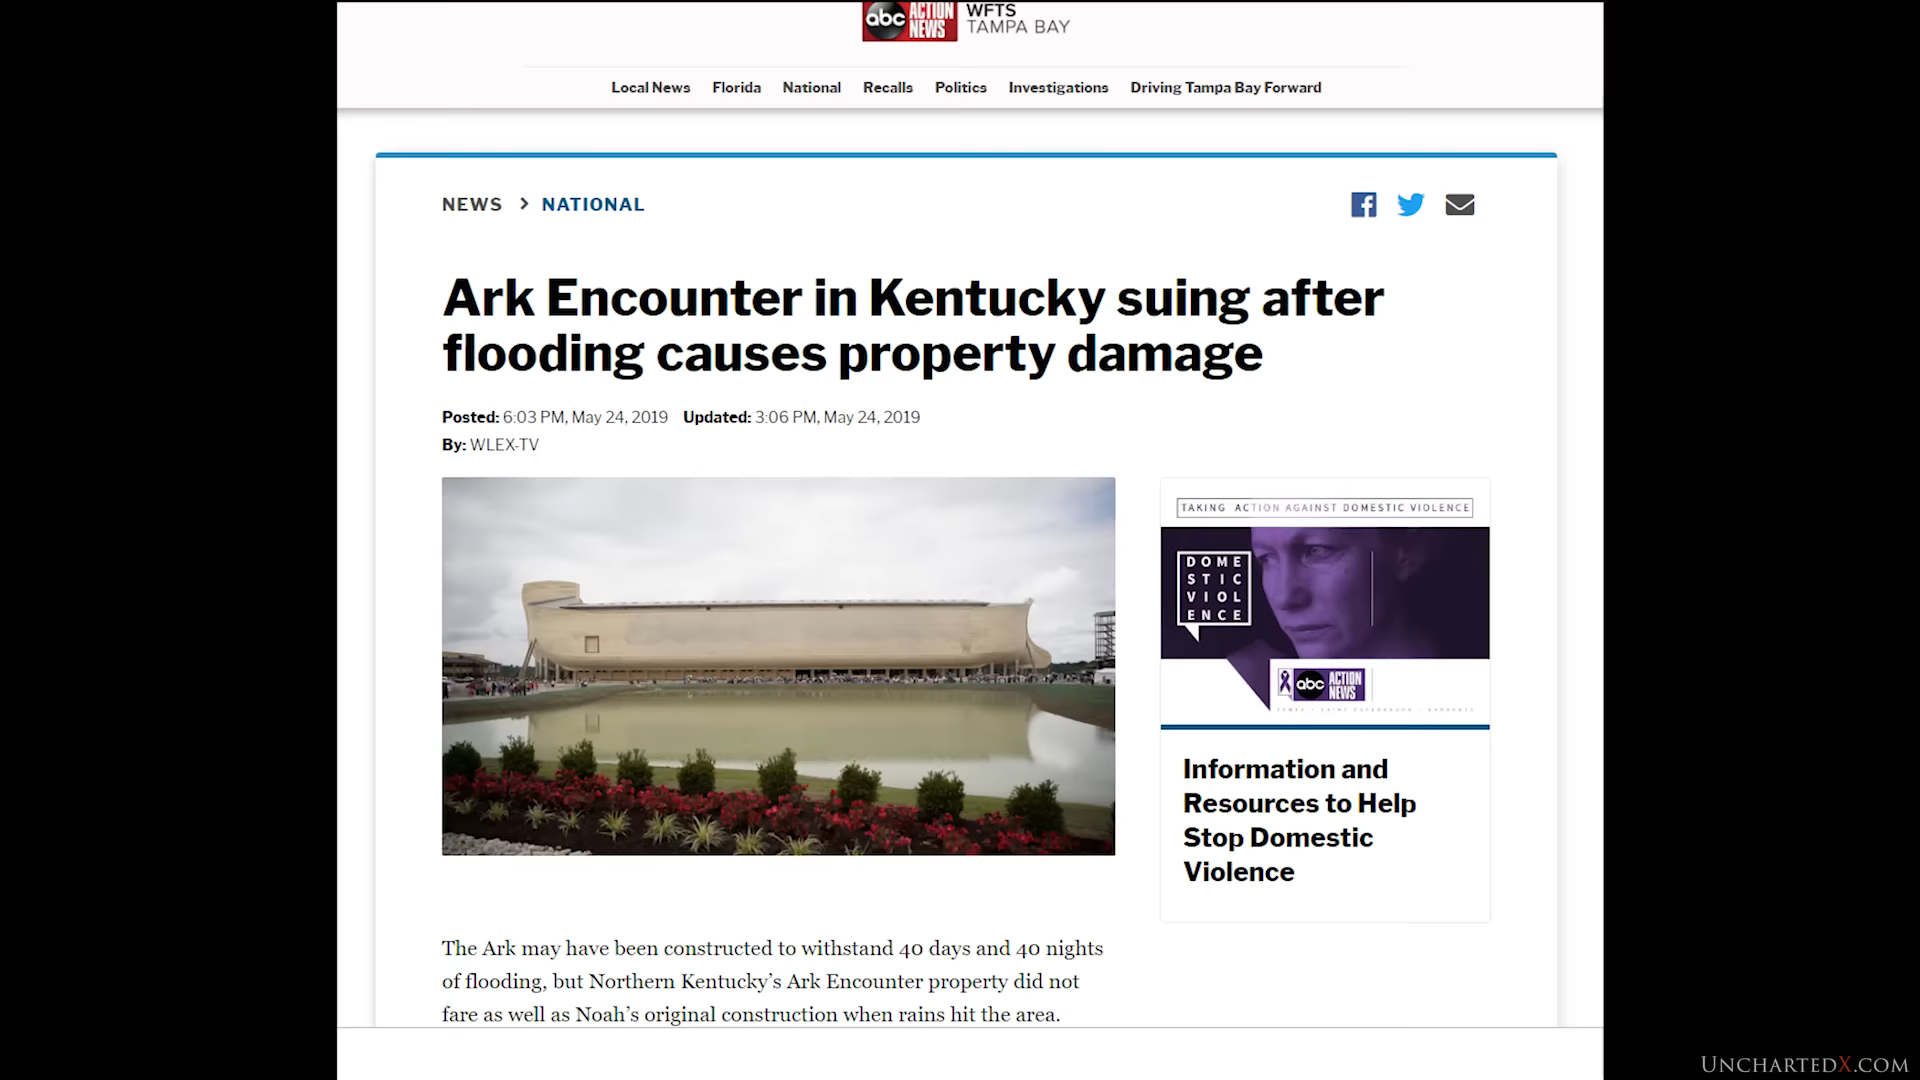 abc ACTION NEWS
WFTS
TAMPA BAY
Local News Florida National Recalls Politics Investigations Driving Tampa Bay Forward
NEWS > NATIONAL
Ark Encounter in Kentucky suing after
flooding causes property damage
Posted: 6:03 PM, May 24, 2019 Updated: 3:06 PM, May 24, 2019
By: WLEX-TV
TAKING ACTION AGAINST DOMESTIC VIOLENCE
DOME
STIC
VIOL
ENCE
abc ACTION NEWS
Information and
Resources to Help
Stop Domestic
Violence
The Ark may have been constructed to withstand 40 days and 40 nights
of flooding, but Northern Kentucky’s Ark Encounter property did not
fare as well as Noah’s original construction when rains hit the area.
UNCHARTEDX.COM